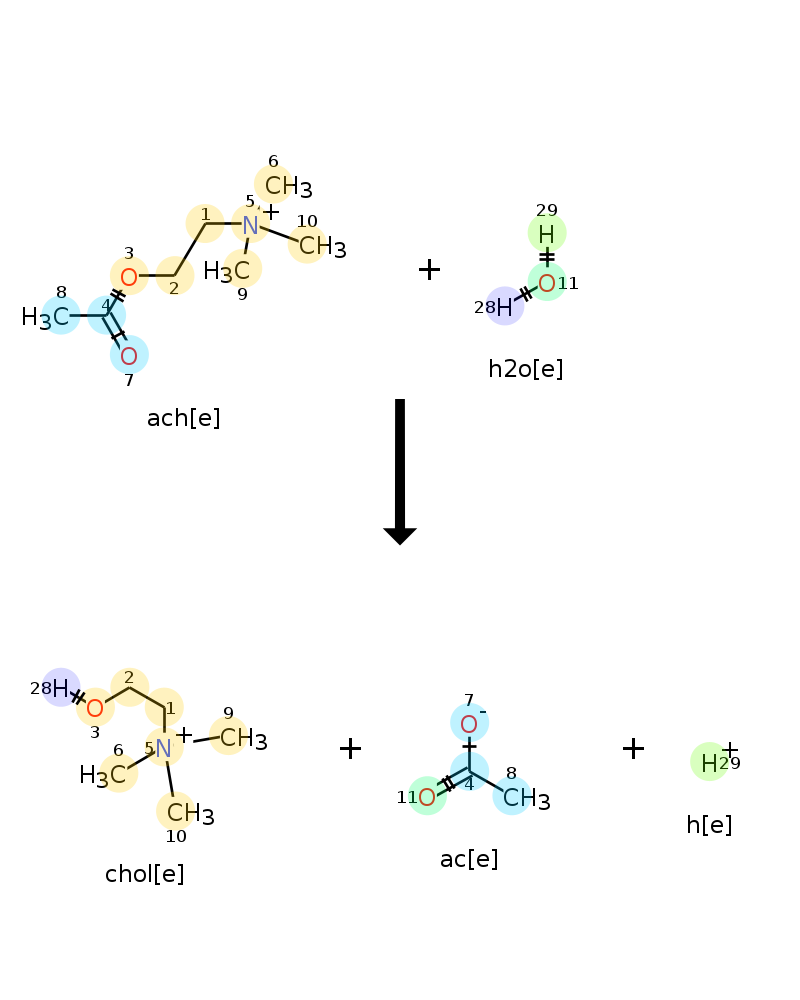 6
CH3
5
+
N
1
10
CH3
3
O
2
H3C
9
8
H3C
4
O
7
ach[e]
+
29
H
O 11
28 H
h2o[e]
28 H
O
3
2
1
5 N +
9
CH3
6
H3C
CH3
10
chol[e]
+
7
O -
4
8
CH3
11 O
ac[e]
+
H + 29
h[e]